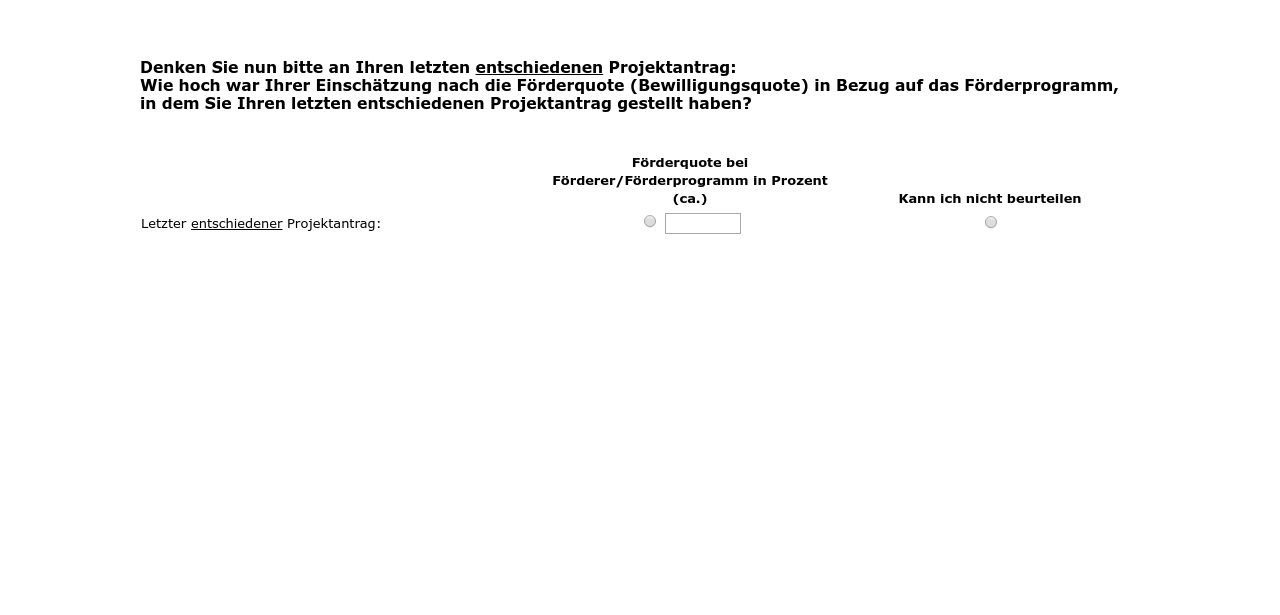 Denken Sie nun bitte an Ihren letzten entschiedenen Projektantrag:
Wie hoch war Ihrer Einschätzung nach die Förderquote (Bewilligungsquote) in Bezug auf das Förderprogramm,
in dem Sie Ihren letzten entschiedenen Projektantrag gestellt haben?
Förderquote bei
Förderer/Förderprogramm in Prozent
(ca.)
Kann ich nicht beurteilen
Letzter entschiedener Projektantrag: